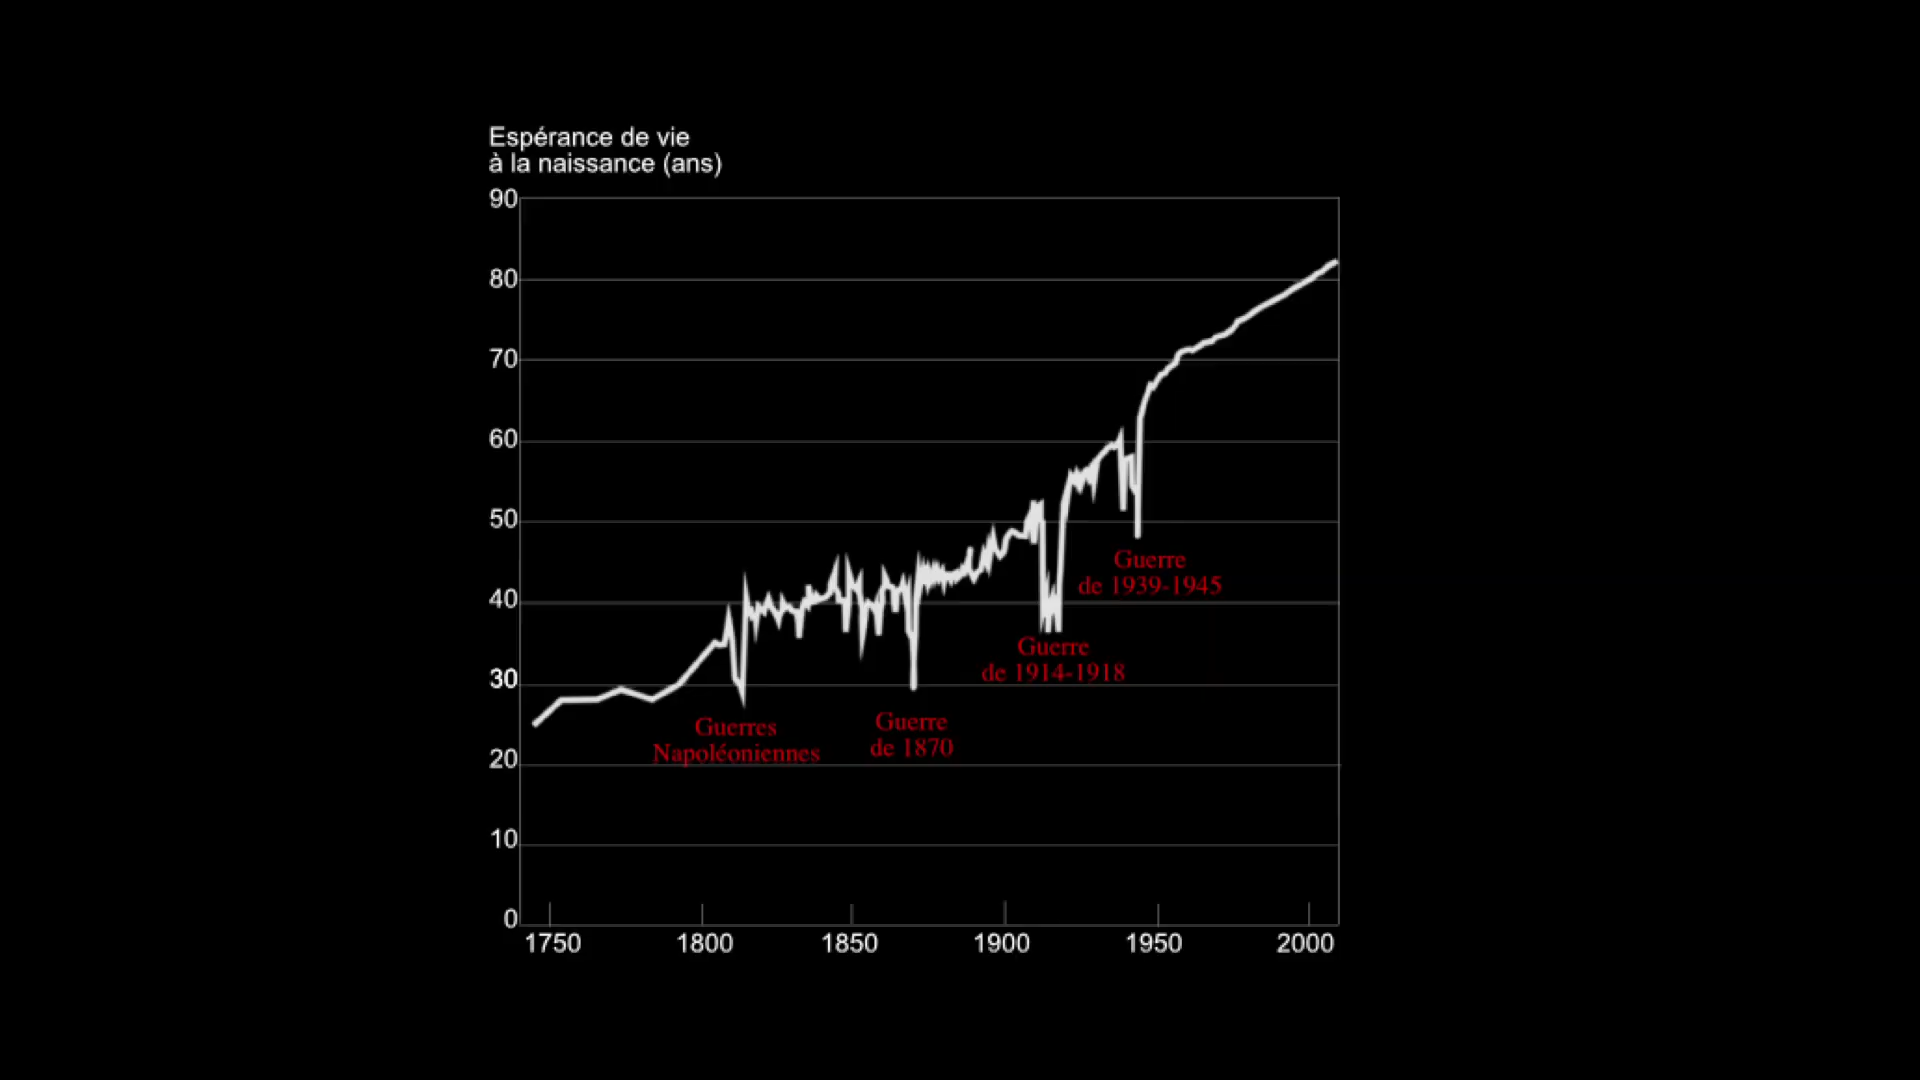 Espérance de vie
à la naissance (ans)
90
80
70
60
50
40
30
20
10
0
Guerre
de 1939-1945
Guerre
de 1914-1918
Guerre
de 1870
Guerres
Napoléoniennes
1750
1800
1850
1900
1950
2000